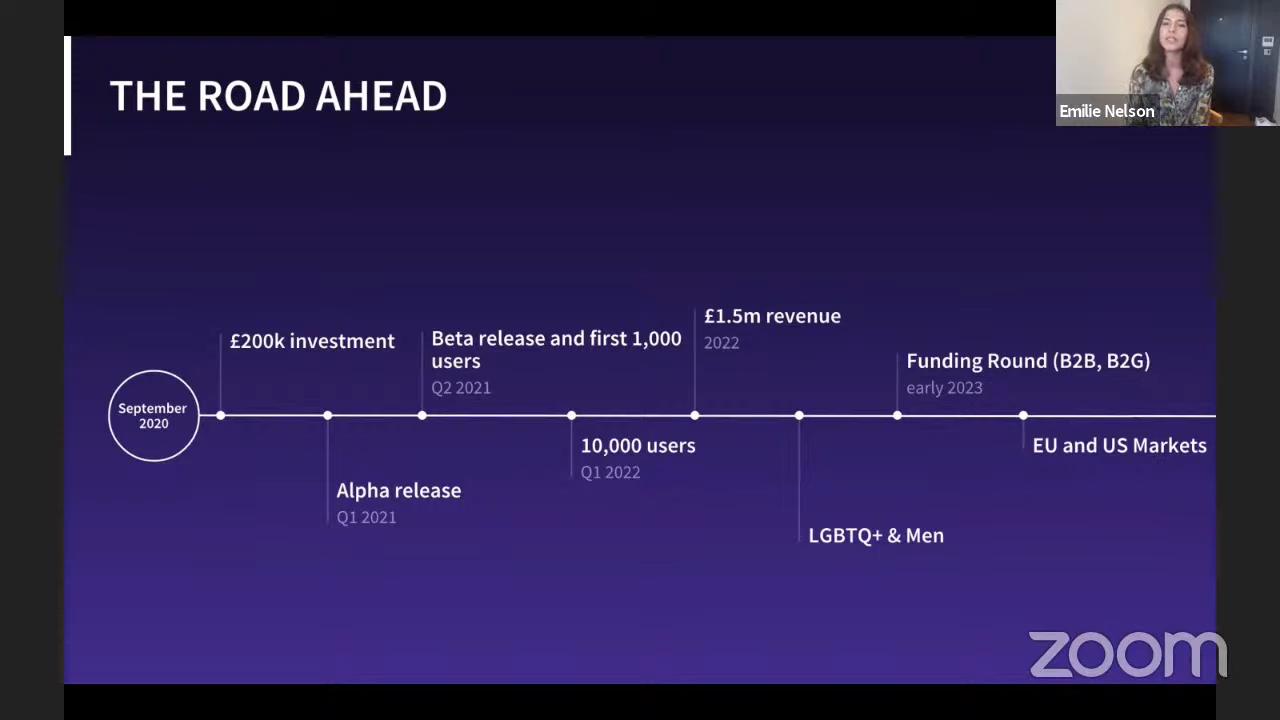 THE ROAD AHEAD
Emilie Nelson
September
2020
£200k investment
Alpha release
Q1 2021
Beta release and first 1,000
users
Q2 2021
10,000 users
Q1 2022
£1.5m revenue
2022
LGBTQ+ & Men
Funding Round (B2B, B2G)
early 2023
EU and US Markets
zoom